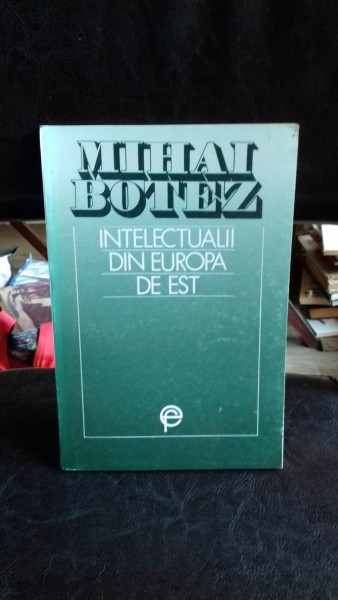 MIHAI
BOTEZ
INTELECTUALII
DIN EUROPA
DE EST